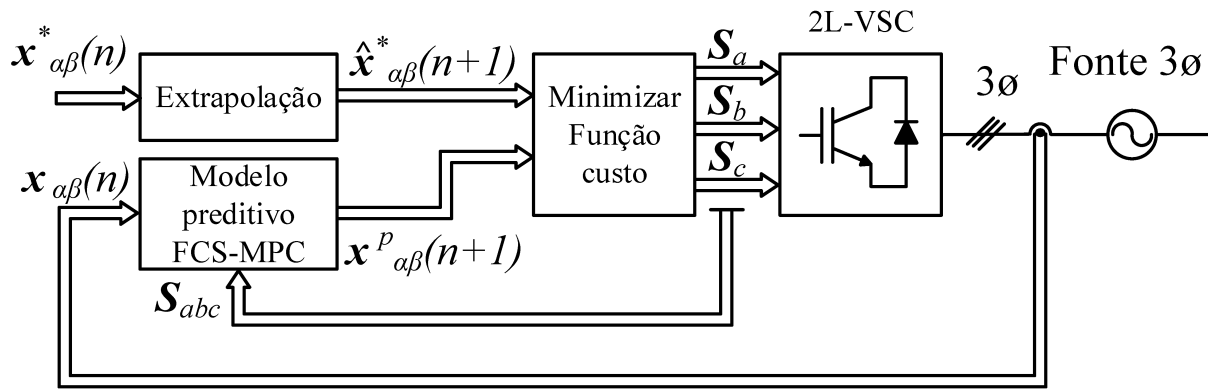 2L-VSC
x*αβ(n)
x̂*αβ(n+1)
Sa
Fonte 3ø
3ø
Extrapolação
Minimizar
Função
custo
Sb
xαβ(n)
Modelo
preditivo
FCS-MPC
Sc
xᵖαβ(n+1)
Sabc